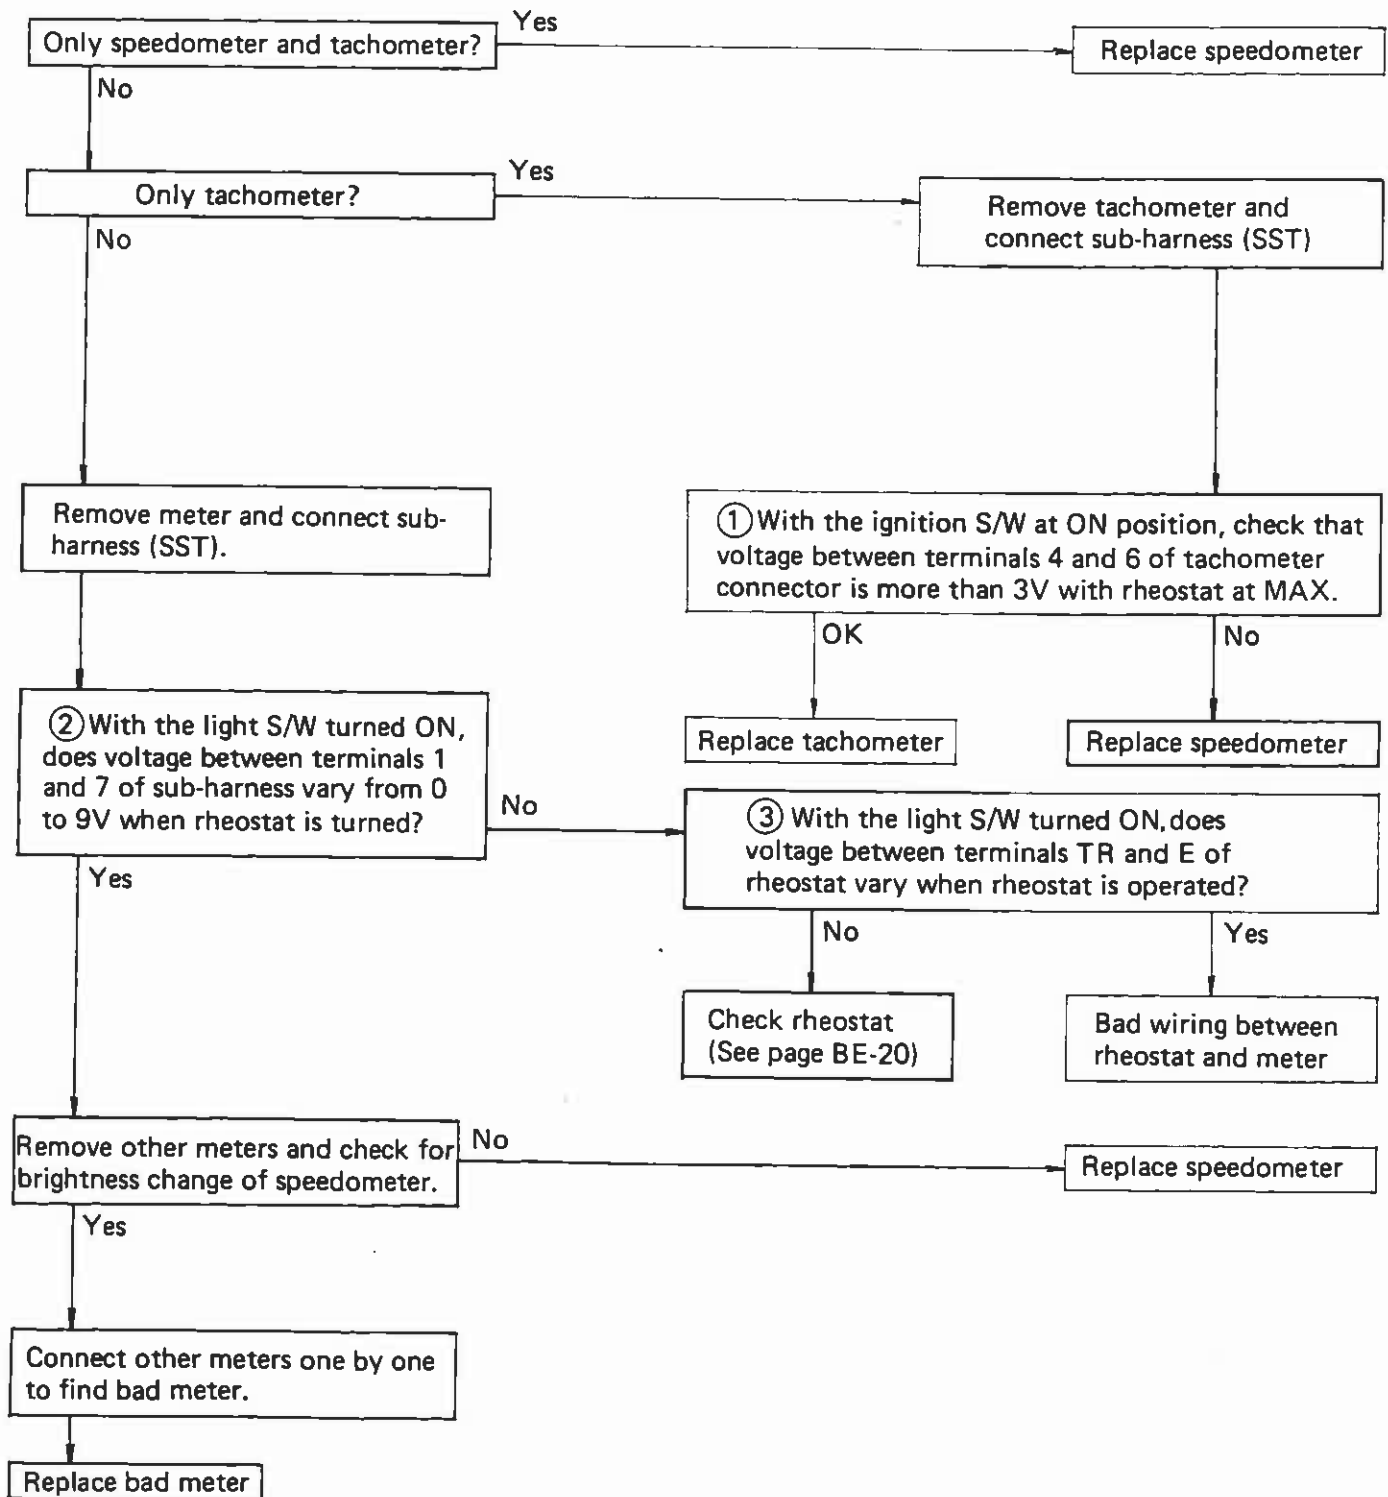 Only speedometer and tachometer?
Yes
Replace speedometer
No
Only tachometer?
Yes
Remove tachometer and
connect sub-harness (SST)
No
Remove meter and connect sub-
harness (SST).
① With the ignition S/W at ON position, check that
voltage between terminals 4 and 6 of tachometer
connector is more than 3V with rheostat at MAX.
OK
No
Replace tachometer
Replace speedometer
② With the light S/W turned ON,
does voltage between terminals 1
and 7 of sub-harness vary from 0
to 9V when rheostat is turned?
No
③ With the light S/W turned ON, does
voltage between terminals TR and E of
rheostat vary when rheostat is operated?
Yes
No
Yes
Check rheostat
(See page BE-20)
Bad wiring between
rheostat and meter
Remove other meters and check for
brightness change of speedometer.
No
Replace speedometer
Yes
Connect other meters one by one
to find bad meter.
Replace bad meter